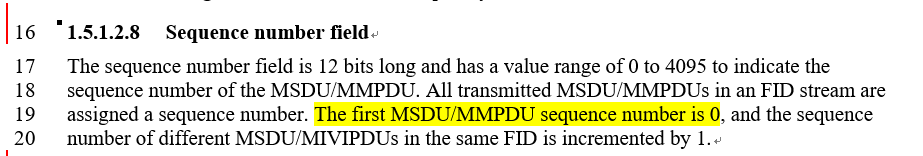 16 1.5.1.2.8 Sequence number field
17 The sequence number field is 12 bits long and has a value range of 0 to 4095 to indicate the
18 sequence number of the MSDU/MMPDU. All transmitted MSDU/MMPDUs in an FID stream are
19 assigned a sequence number. The first MSDU/MMPDU sequence number is 0, and the sequence
20 number of different MSDU/MIVIPDUs in the same FID is incremented by 1.